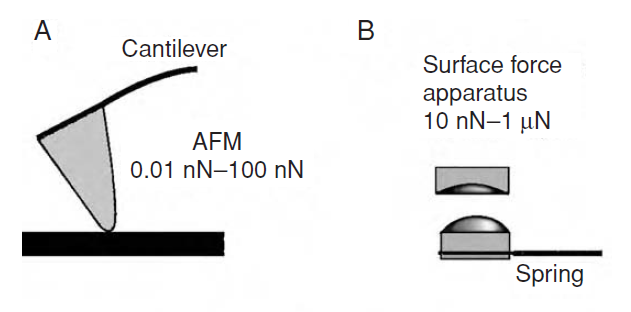 A
Cantilever
AFM
0.01 nN–100 nN
B
Surface force
apparatus
10 nN–1 μN
Spring